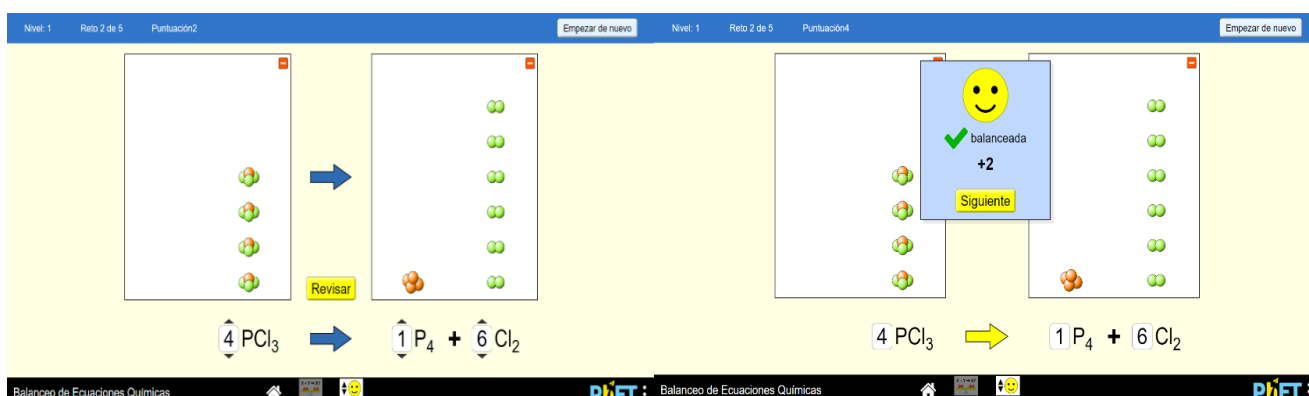 Nivel: 1 Reto 2 de 5 Puntuación2 Empezar de nuevo
Revisar
4 PCl₃ 1 P₄ + 6 Cl₂
Balanceo de Ecuaciones Químicas PhET
Nivel: 1 Reto 2 de 5 Puntuación4 Empezar de nuevo
balanceada
+2
Siguiente
4 PCl₃ 1 P₄ + 6 Cl₂
Balanceo de Ecuaciones Químicas PhET